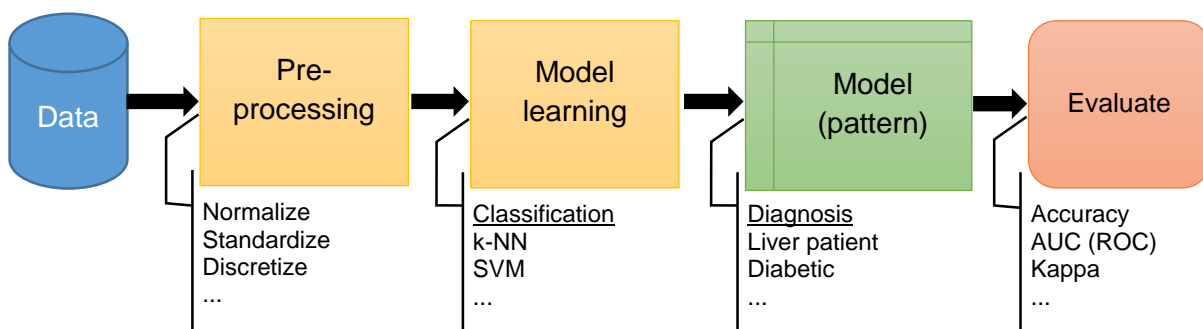 Data
Pre-
processing
Model
learning
Model
(pattern)
Evaluate
Normalize
Standardize
Discretize
...
Classification
k-NN
SVM
...
Diagnosis
Liver patient
Diabetic
...
Accuracy
AUC (ROC)
Kappa
...